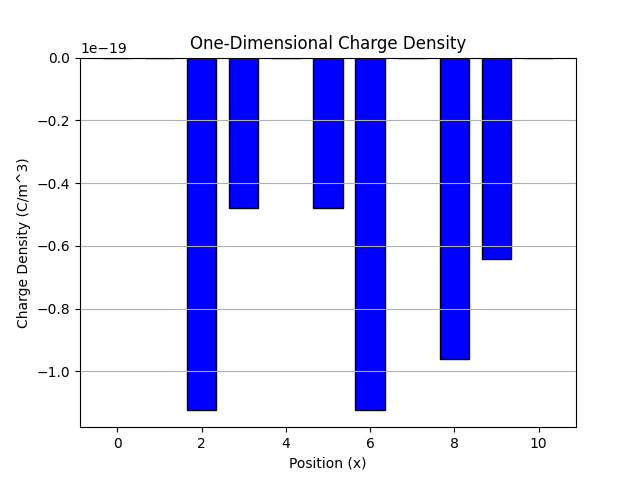 One-Dimensional Charge Density
1e−19
0.0
−0.2
−0.4
−0.6
−0.8
−1.0
Charge Density (C/m^3)
0 2 4 6 8 10
Position (x)